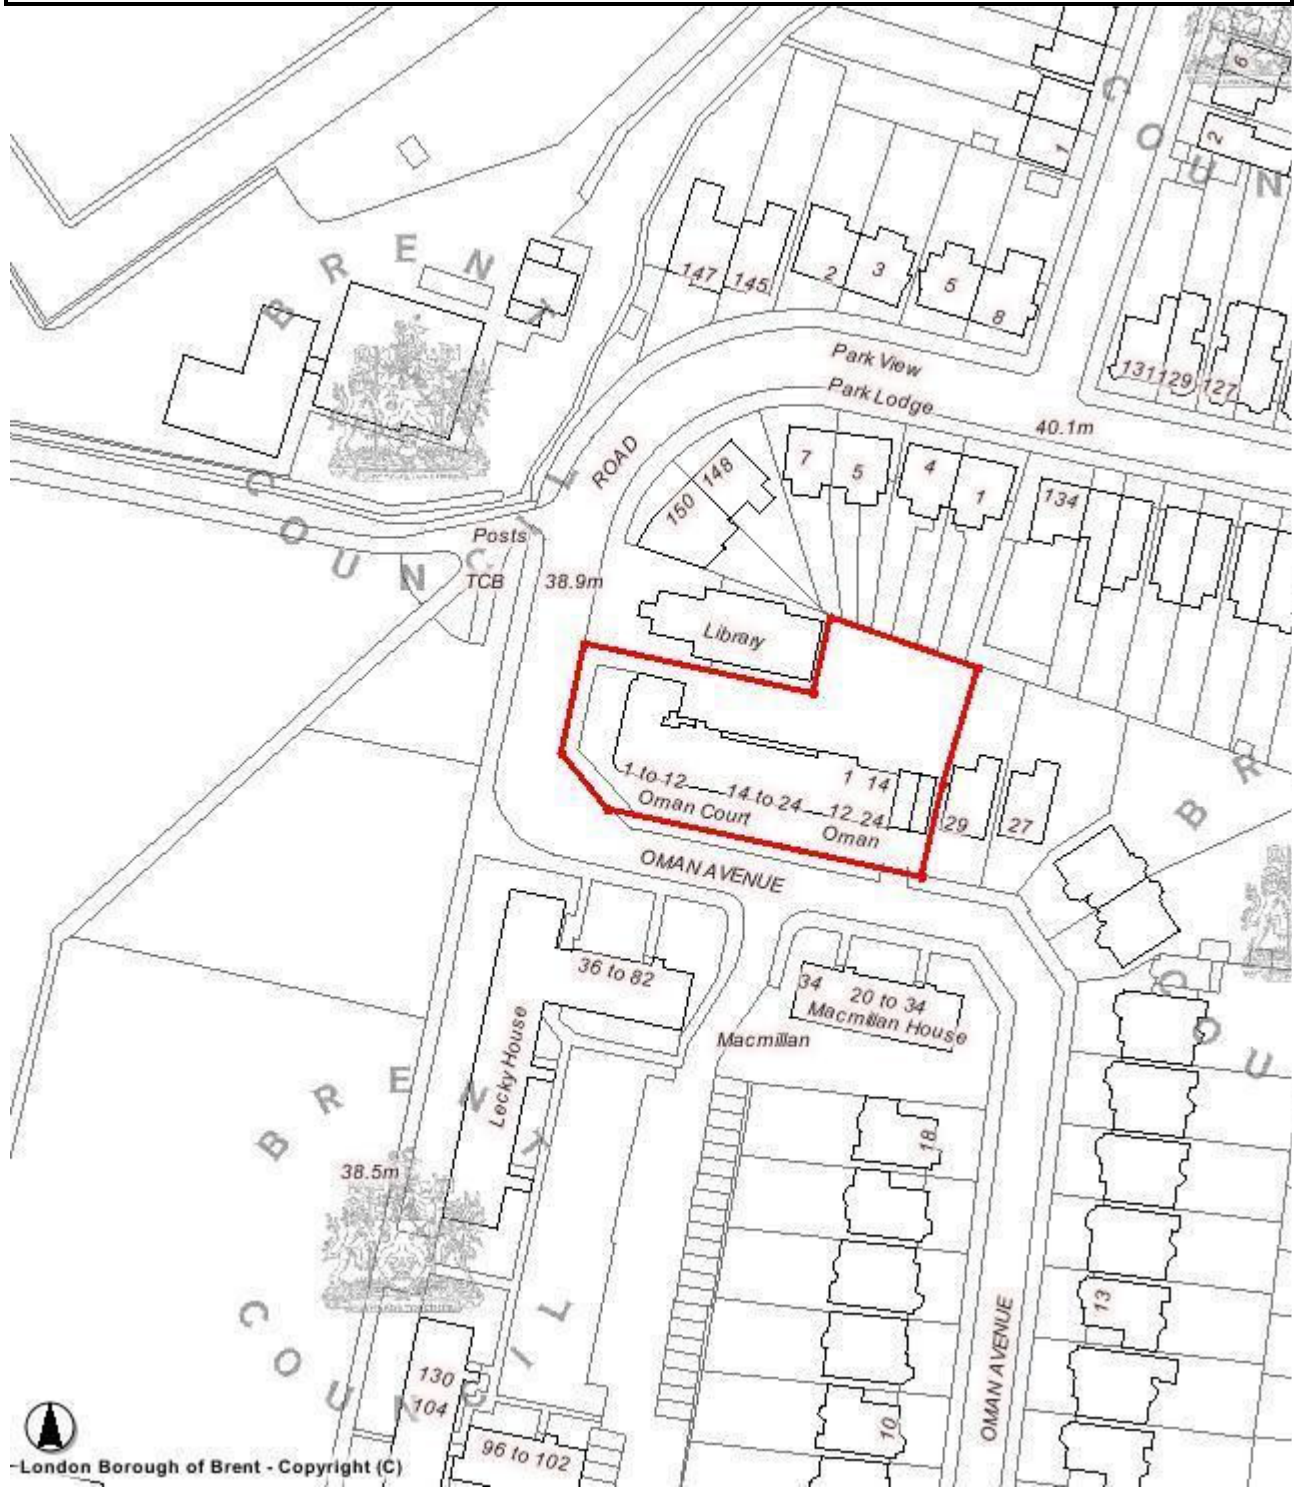 6
2
1
BRENT
COUNCIL
COUN
147
145
2
3
5
8
131
129
127
Park View
Park Lodge
40.1m
ROAD
148
150
7
5
4
1
134
Posts
TCB
38.9m
Library
1 to 12
14 to 24
1
14
12
24
Oman Court
Oman
29
27
OMAN AVENUE
BR
COU
36 to 82
34
20 to 34
Macmillan House
Macmillan
Lecky House
BRENT
COUNCIL
38.5m
18
13
10
OMAN AVENUE
130
104
96 to 102
London Borough of Brent - Copyright (C)